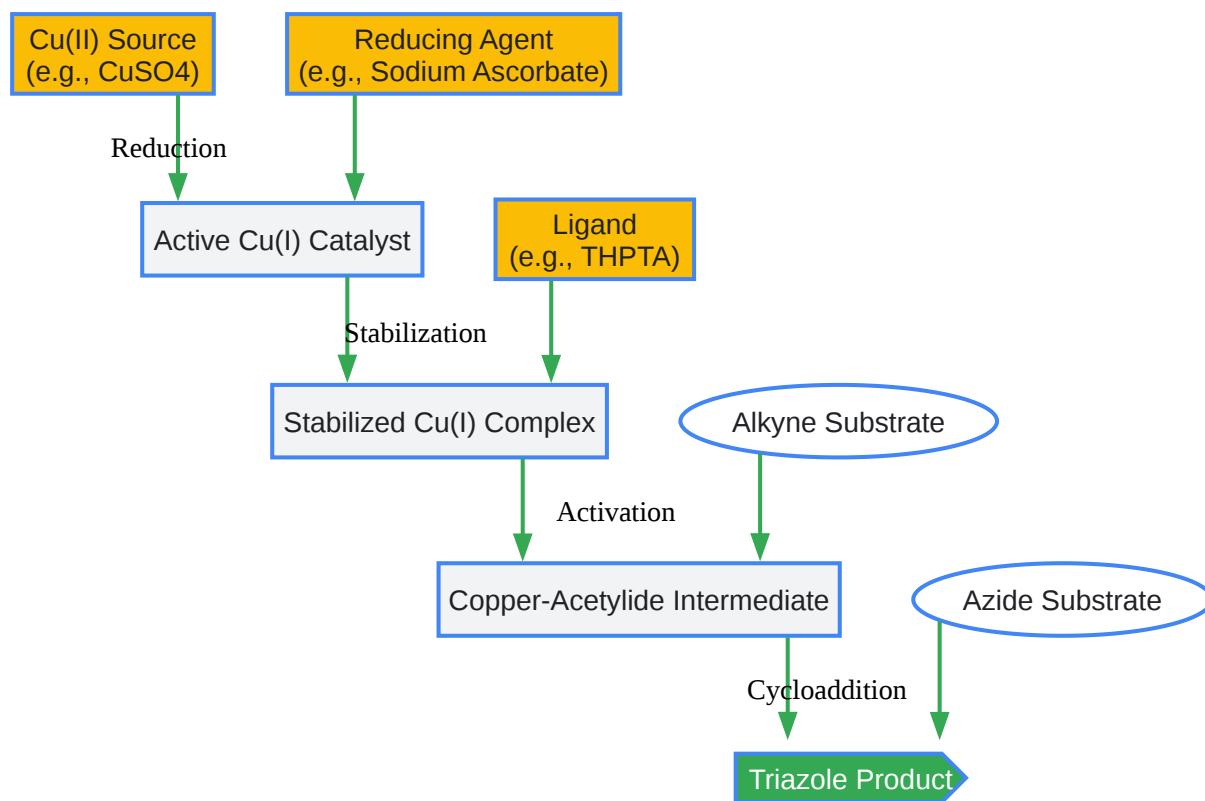 Cu(II) Source
(e.g., CuSO4)
Reducing Agent
(e.g., Sodium Ascorbate)
Reduction
Active Cu(I) Catalyst
Ligand
(e.g., THPTA)
Stabilization
Stabilized Cu(I) Complex
Alkyne Substrate
Activation
Copper-Acetylide Intermediate
Azide Substrate
Cycloaddition
Triazole Product